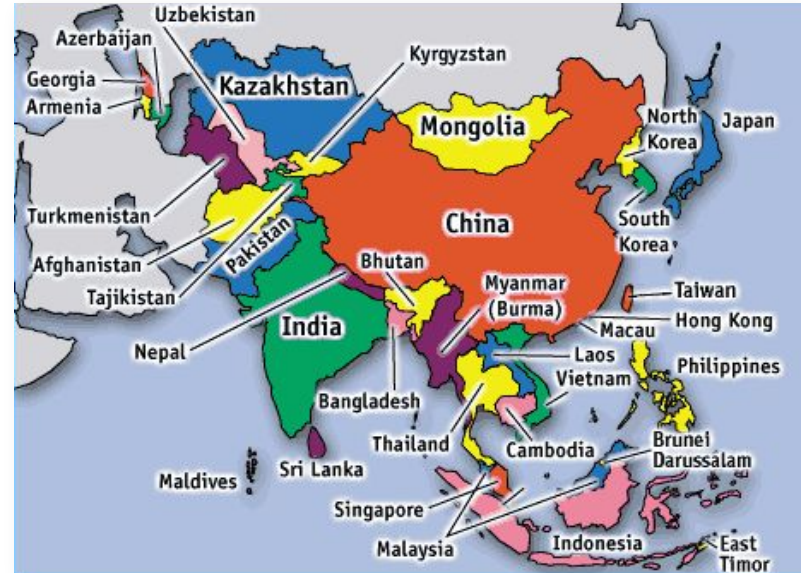 Uzbekistan
Azerbaijan
Kyrgyzstan
Georgia
Kazakhstan
Armenia
Mongolia
North
Korea
Japan
Turkmenistan
China
South
Korea
Afghanistan
Pakistan
Bhutan
Tajikistan
Myanmar
(Burma)
Taiwan
India
Hong Kong
Macau
Nepal
Laos
Philippines
Vietnam
Bangladesh
Thailand
Cambodia
Brunei
Darussalam
Maldives
Sri Lanka
Singapore
Malaysia
Indonesia
East
Timor